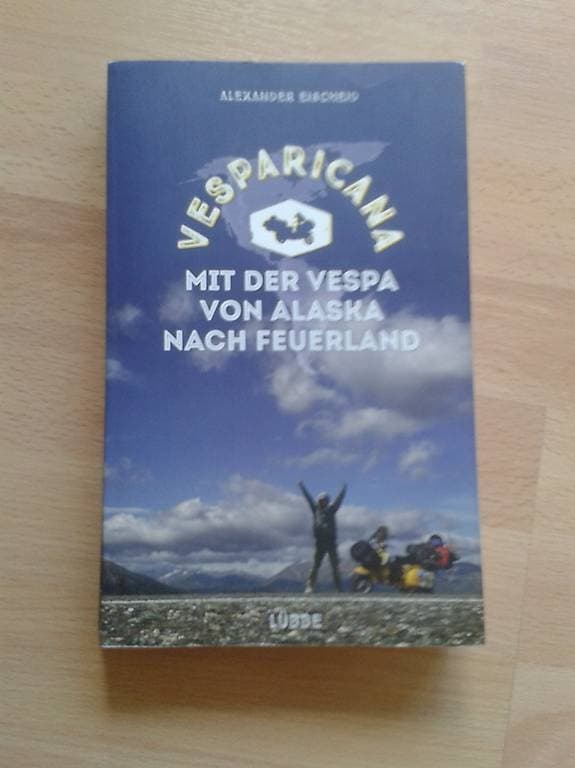 ALEXANDER EISCHEID
VESPARICANA
MIT DER VESPA
VON ALASKA
NACH FEUERLAND
LÜBBE